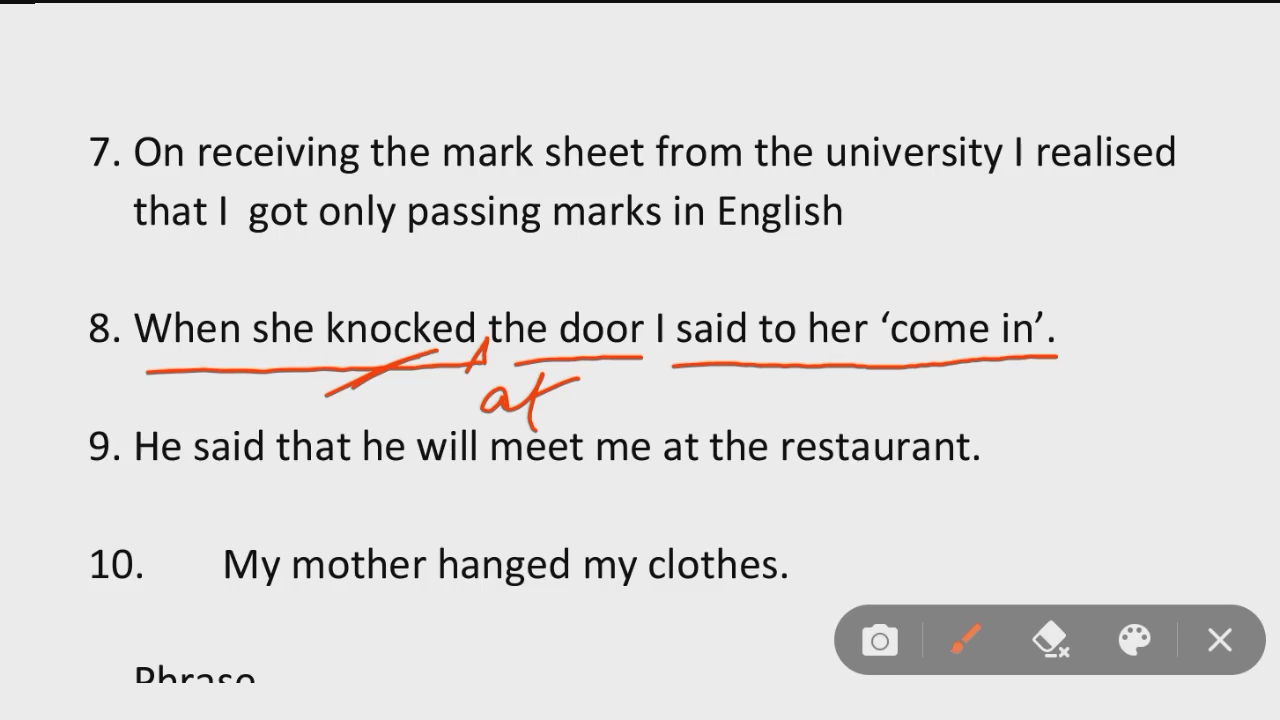 7. On receiving the mark sheet from the university I realised
that I got only passing marks in English
8. When she knocked the door I said to her ‘come in’.
at
9. He said that he will meet me at the restaurant.
10. My mother hanged my clothes.
Phrase